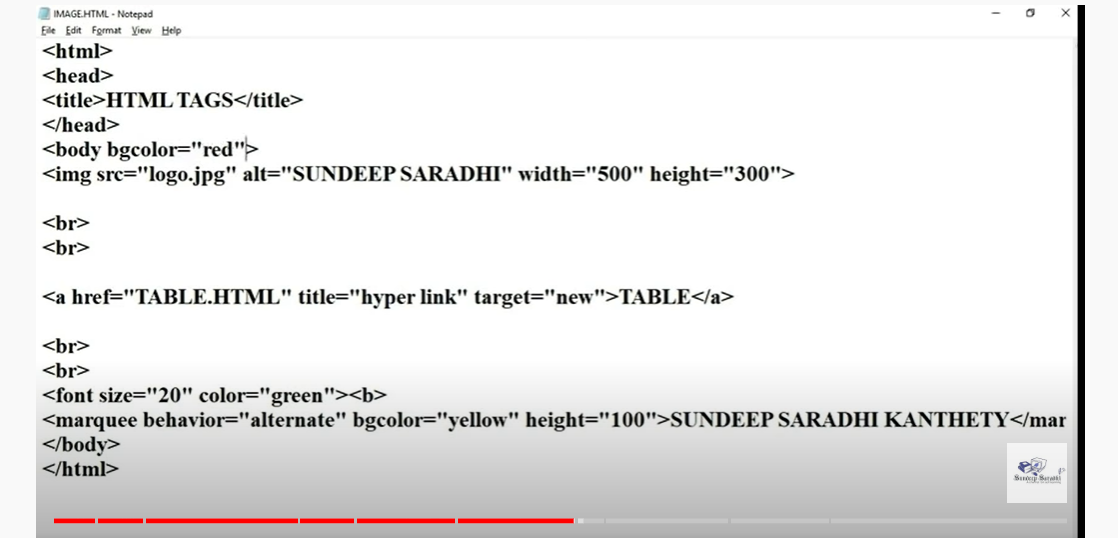 IMAGE.HTML - Notepad
File Edit Format View Help
<html>
<head>
<title>HTML TAGS</title>
</head>
<body bgcolor="red">
<img src="logo.jpg" alt="SUNDEEP SARADHI" width="500" height="300">
<br>
<br>
<a href="TABLE.HTML" title="hyper link" target="new">TABLE</a>
<br>
<br>
<font size="20" color="green"><b>
<marquee behavior="alternate" bgcolor="yellow" height="100">SUNDEEP SARADHI KANTHETY</mar
</body>
</html>
Sundeep Saradhi